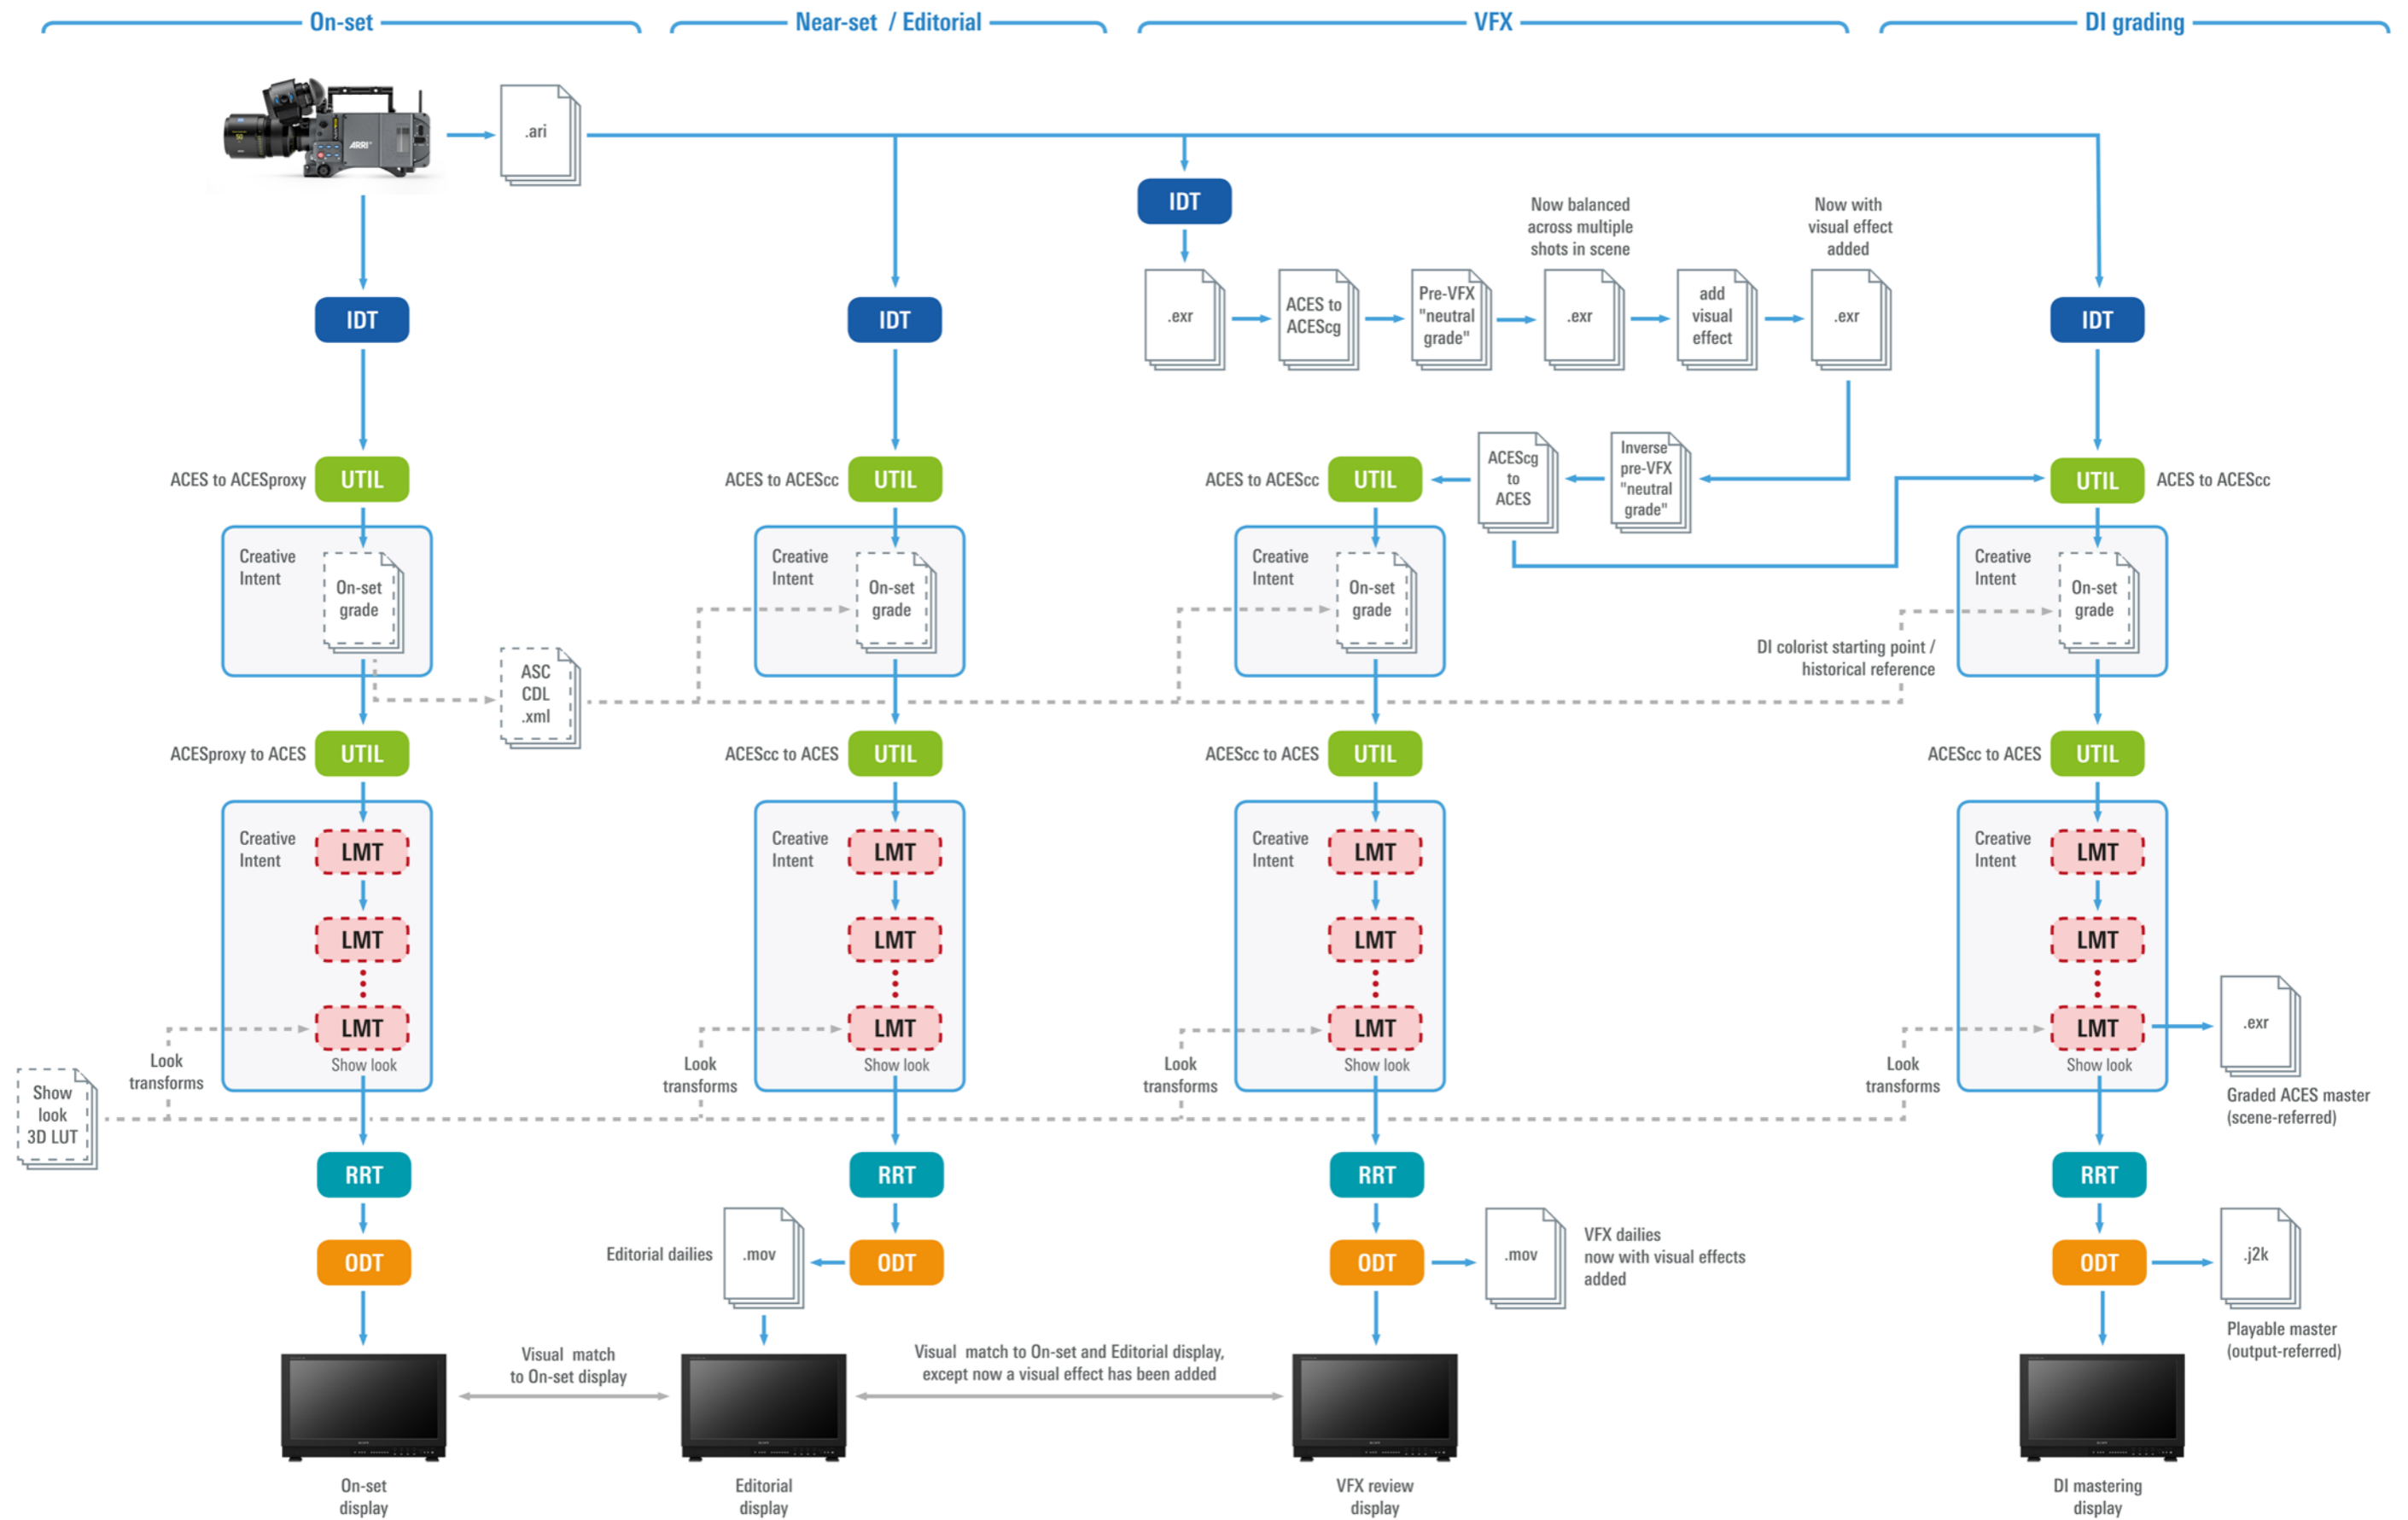 On-set
Near-set / Editorial
VFX
DI grading
ARRI
.ari
IDT
Now balanced
across multiple
shots in scene
Now with
visual effect
added
.exr
ACES to
ACEScg
Pre-VFX
"neutral
grade"
.exr
add
visual
effect
.exr
IDT
IDT
IDT
ACES to ACESproxy
UTIL
ACES to ACEScc
UTIL
ACES to ACEScc
UTIL
ACEScg
to
ACES
Inverse
pre-VFX
"neutral
grade"
UTIL
ACES to ACEScc
Creative
Intent
On-set
grade
Creative
Intent
On-set
grade
Creative
Intent
On-set
grade
Creative
Intent
On-set
grade
DI colorist starting point /
historical reference
ASC
CDL
.xml
ACESproxy to ACES
UTIL
ACEScc to ACES
UTIL
ACEScc to ACES
UTIL
ACEScc to ACES
UTIL
Creative
Intent
LMT
LMT
LMT
Show look
Creative
Intent
LMT
LMT
LMT
Show look
Creative
Intent
LMT
LMT
LMT
Show look
Creative
Intent
LMT
LMT
LMT
Show look
.exr
Graded ACES master
(scene-referred)
Show
look
3D LUT
Look
transforms
Look
transforms
Look
transforms
Look
transforms
RRT
RRT
RRT
RRT
ODT
Editorial dailies
.mov
ODT
ODT
.mov
VFX dailies
now with visual effects
added
ODT
.j2k
Playable master
(output-referred)
Visual match
to On-set display
Visual match to On-set and Editorial display,
except now a visual effect has been added
On-set
display
Editorial
display
VFX review
display
DI mastering
display